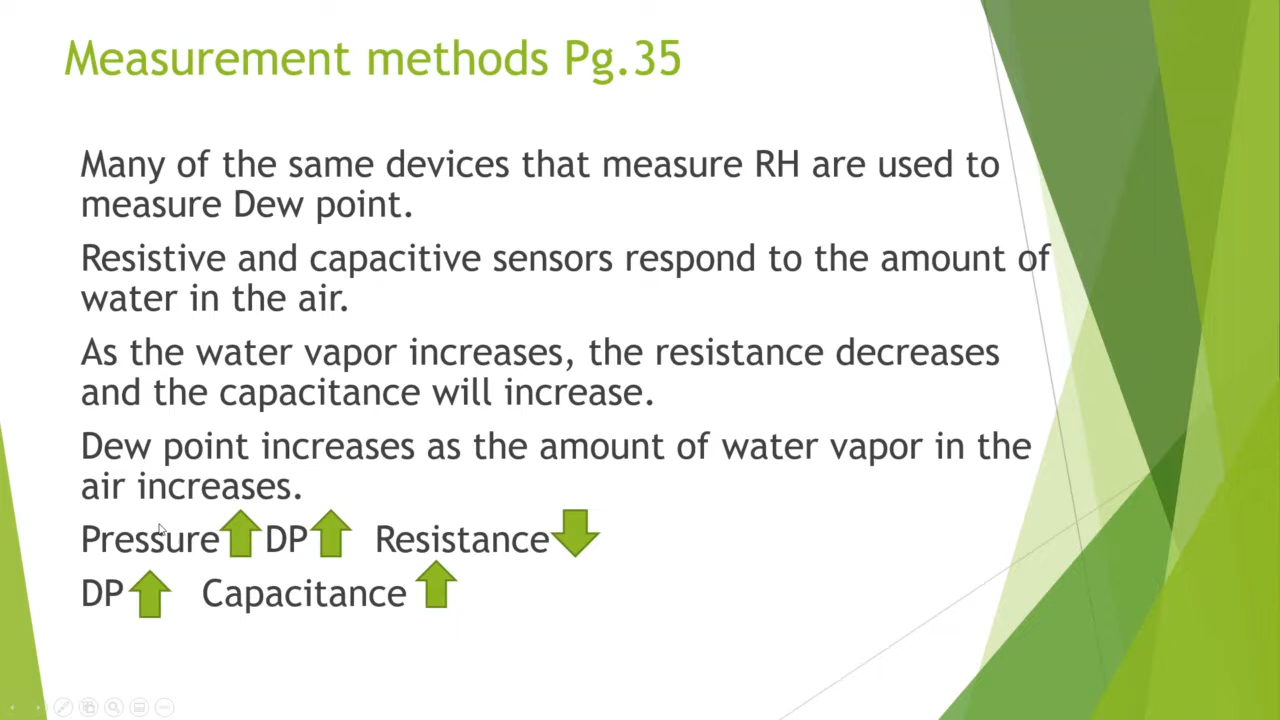 Measurement methods Pg.35
Many of the same devices that measure RH are used to
measure Dew point.
Resistive and capacitive sensors respond to the amount of
water in the air.
As the water vapor increases, the resistance decreases
and the capacitance will increase.
Dew point increases as the amount of water vapor in the
air increases.
Pressure DP Resistance
DP Capacitance